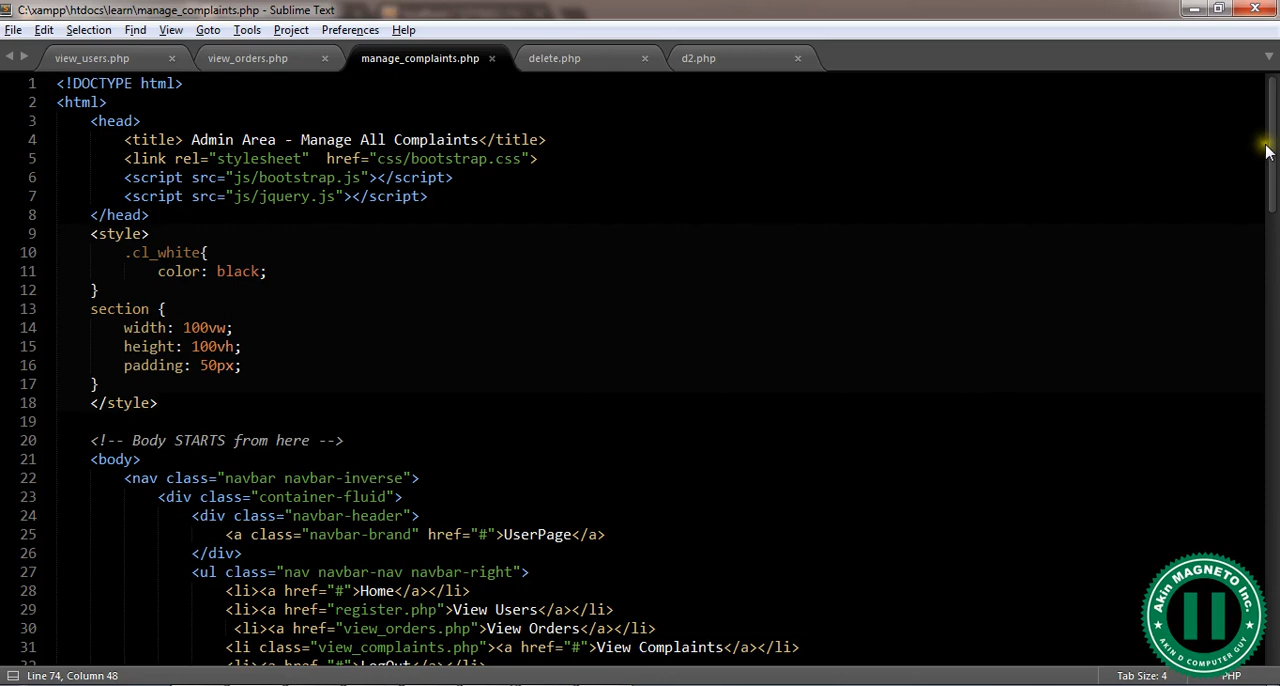 C:\xampp\htdocs\learn\manage_complaints.php - Sublime Text
File Edit Selection Find View Goto Tools Project Preferences Help
view_users.php × view_orders.php × manage_complaints.php × delete.php × d2.php ×
1 <!DOCTYPE html>
2 <html>
3 <head>
4 <title> Admin Area - Manage All Complaints</title>
5 <link rel="stylesheet"  href="css/bootstrap.css">
6 <script src="js/bootstrap.js"></script>
7 <script src="js/jquery.js"></script>
8 </head>
9 <style>
10 .cl_white{
11 color: black;
12 }
13 section {
14 width: 100vw;
15 height: 100vh;
16 padding: 50px;
17 }
18 </style>
19
20 <!-- Body STARTS from here -->
21 <body>
22 <nav class="navbar navbar-inverse">
23 <div class="container-fluid">
24 <div class="navbar-header">
25 <a class="navbar-brand" href="#">UserPage</a>
26 </div>
27 <ul class="nav navbar-nav navbar-right">
28 <li><a href="#">Home</a></li>
29 <li><a href="register.php">View Users</a></li>
30 <li><a href="view_orders.php">View Orders</a></li>
31 <li class="view_complaints.php"><a href="#">View Complaints</a></li>
32 <li><a href="#">LogOut</a></li>
Akin MAGNETO Inc.
AKIN D COMPUTER GUY
Line 74, Column 48 Tab Size: 4 PHP